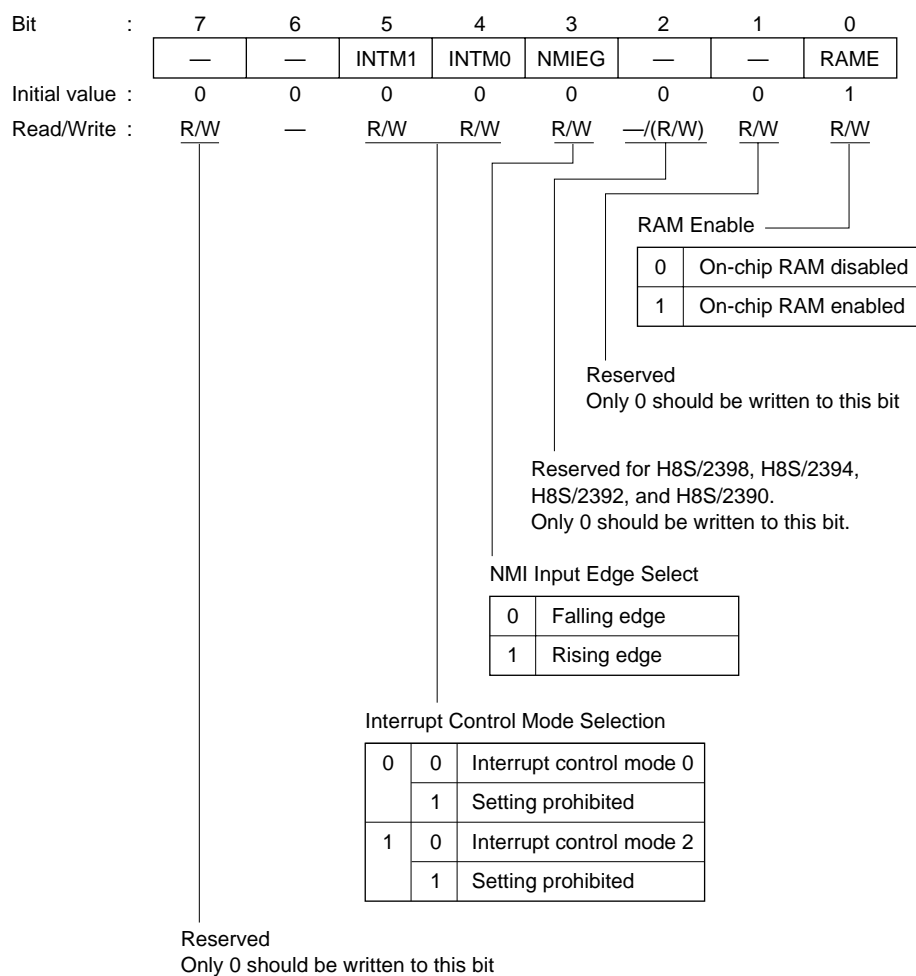 Bit : 7 6 5 4 3 2 1 0
— — INTM1 INTM0 NMIEG — — RAME
Initial value : 0 0 0 0 0 0 0 1
Read/Write : R/W — R/W R/W R/W —/(R/W) R/W R/W
RAM Enable
0 On-chip RAM disabled
1 On-chip RAM enabled
Reserved
Only 0 should be written to this bit
Reserved for H8S/2398, H8S/2394,
H8S/2392, and H8S/2390.
Only 0 should be written to this bit.
NMI Input Edge Select
0 Falling edge
1 Rising edge
Interrupt Control Mode Selection
0 0 Interrupt control mode 0
1 Setting prohibited
1 0 Interrupt control mode 2
1 Setting prohibited
Reserved
Only 0 should be written to this bit